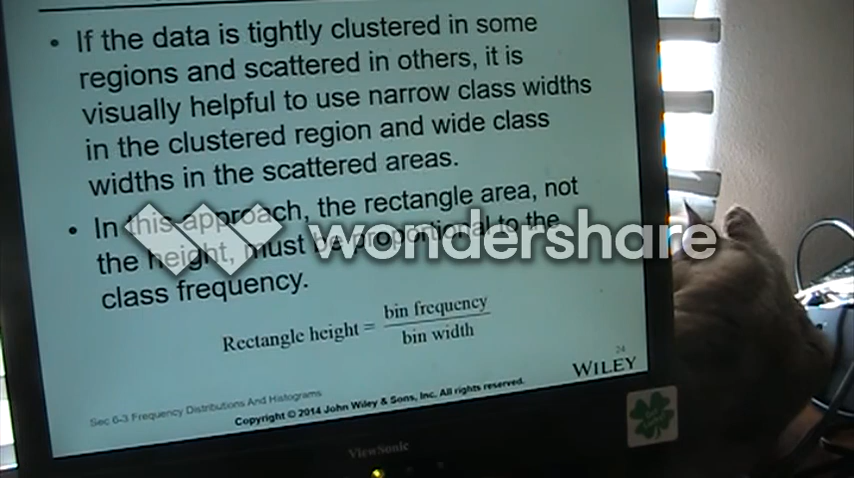 • If the data is tightly clustered in some
regions and scattered in others, it is
visually helpful to use narrow class widths
in the clustered region and wide class
widths in the scattered areas.
• In this approach, the rectangle area, not
the height, must be proportional to the
class frequency.
Rectangle height = bin frequency
bin width
wondershare
24
WILEY
Sec 6-3 Frequency Distributions And Histograms
Copyright © 2014 John Wiley & Sons, Inc. All rights reserved.
ViewSonic